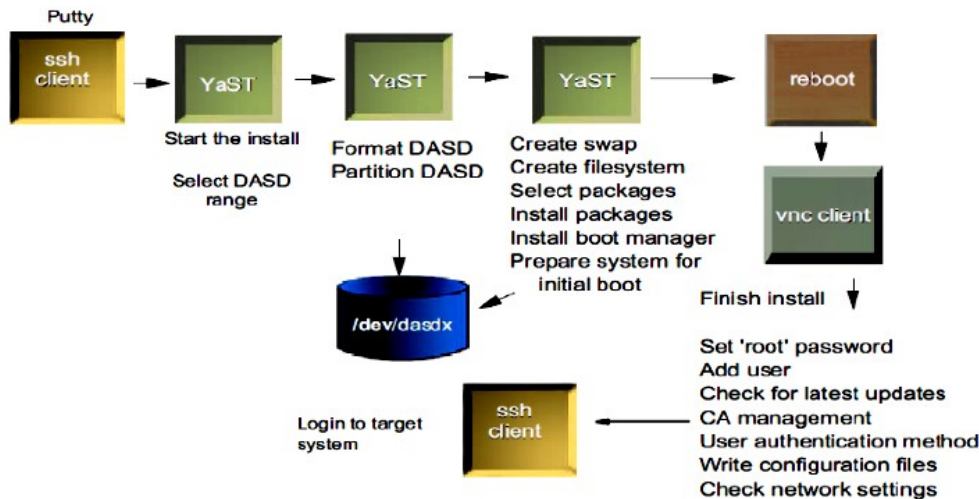 Putty
ssh
client
YaST
YaST
YaST
reboot
Start the install
Select DASD
range
Format DASD
Partition DASD
Create swap
Create filesystem
Select packages
Install packages
Install boot manager
Prepare system for
initial boot
vnc client
/dev/dasdx
Finish install
Set 'root' password
Add user
Check for latest updates
CA management
User authentication method
Write configuration files
Check network settings
ssh
client
Login to target
system